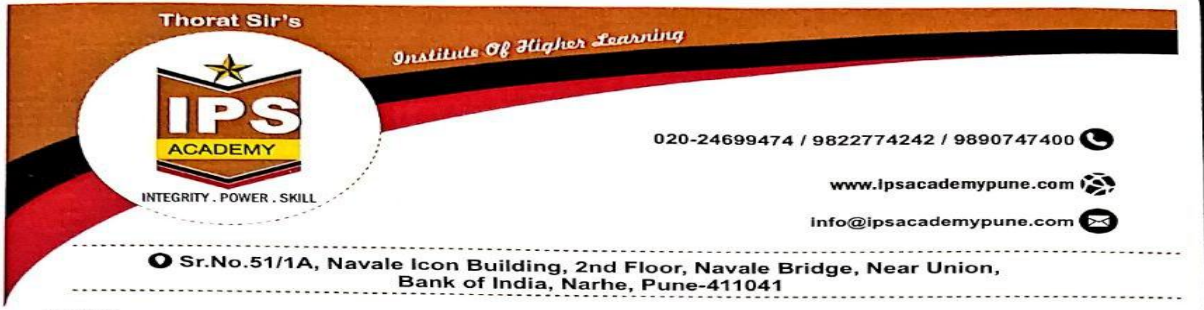 Thorat Sir's
Institute Of Higher Learning
IPS
ACADEMY
INTEGRITY . POWER . SKILL
020-24699474 / 9822774242 / 9890747400
www.ipsacademypune.com
info@ipsacademypune.com
Sr.No.51/1A, Navale Icon Building, 2nd Floor, Navale Bridge, Near Union,
Bank of India, Narhe, Pune-411041